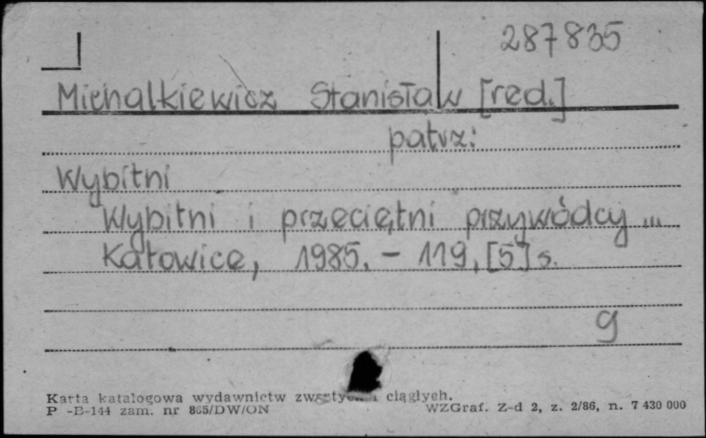 287835
Michalkiewicz Stanisław [red.]
patrz:
Wybitni
Wybitni i przeciętni przywódcy ...
Katowice, 1985. - 119, [5] s.
g
Karta katalogowa wydawnictw ciągłych.
P -B-144 zam. nr 865/DW/ON WZGraf. Z-d 2, z. 2/86, n. 7 430 000